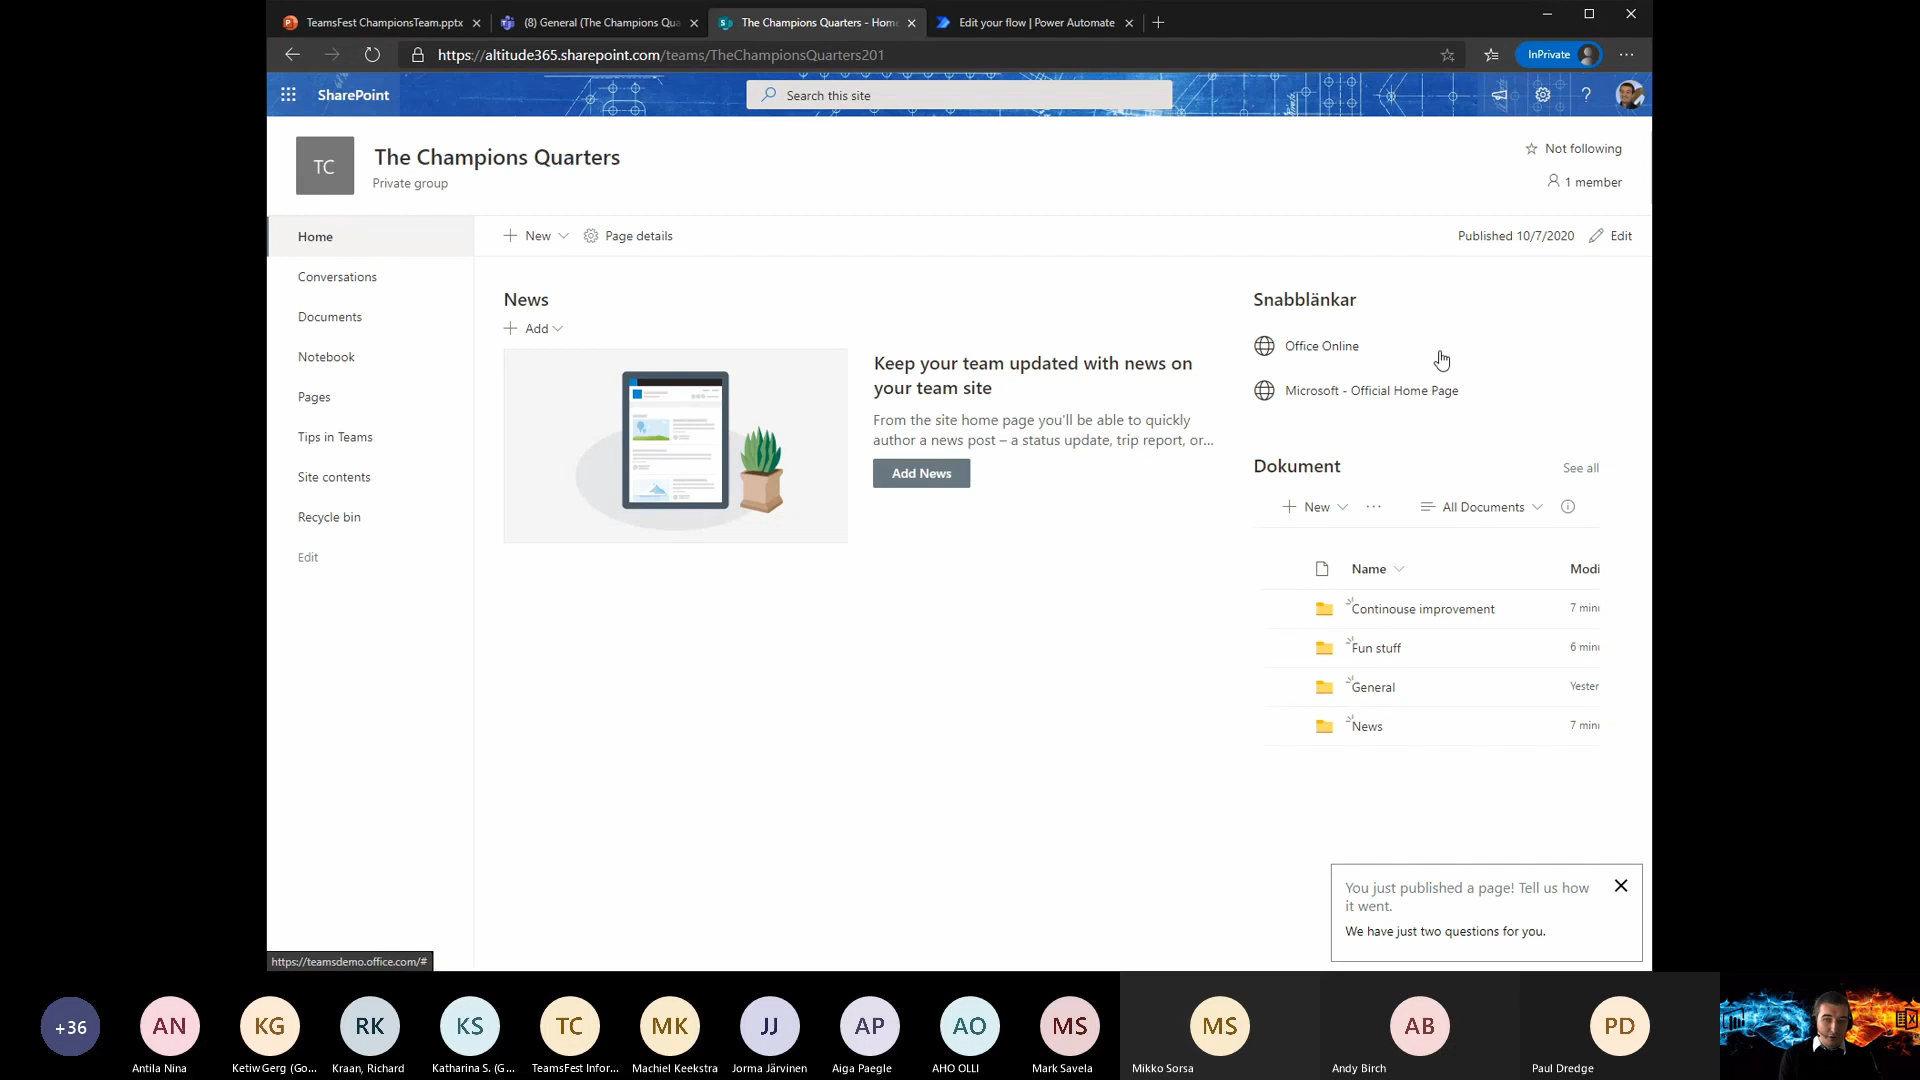 TeamsFest ChampionsTeam.pptx
(8) General (The Champions Qua
The Champions Quarters - Home
Edit your flow | Power Automate
https://altitude365.sharepoint.com/teams/TheChampionsQuarters201
InPrivate
SharePoint
Search this site
TC
The Champions Quarters
Private group
Not following
1 member
Home
Conversations
Documents
Notebook
Pages
Tips in Teams
Site contents
Recycle bin
Edit
New
Page details
Published 10/7/2020
Edit
News
Add
Keep your team updated with news on
your team site
From the site home page you'll be able to quickly
author a news post – a status update, trip report, or...
Add News
Snabblänkar
Office Online
Microsoft - Official Home Page
Dokument
See all
New
All Documents
Name
Modi
Continouse improvement
7 min
Fun stuff
6 min
General
Yester
News
7 min
You just published a page! Tell us how
it went.
We have just two questions for you.
https://teamsdemo.office.com/#
+36
AN
KG
RK
KS
TC
MK
JJ
AP
AO
MS
MS
AB
PD
Antila Nina
Ketiw Gerg (Go...
Kraan, Richard
Katharina S. (G...
TeamsFest Infor...
Machiel Keekstra
Jorma Järvinen
Aiga Paegle
AHO OLLI
Mark Savela
Mikko Sorsa
Andy Birch
Paul Dredge